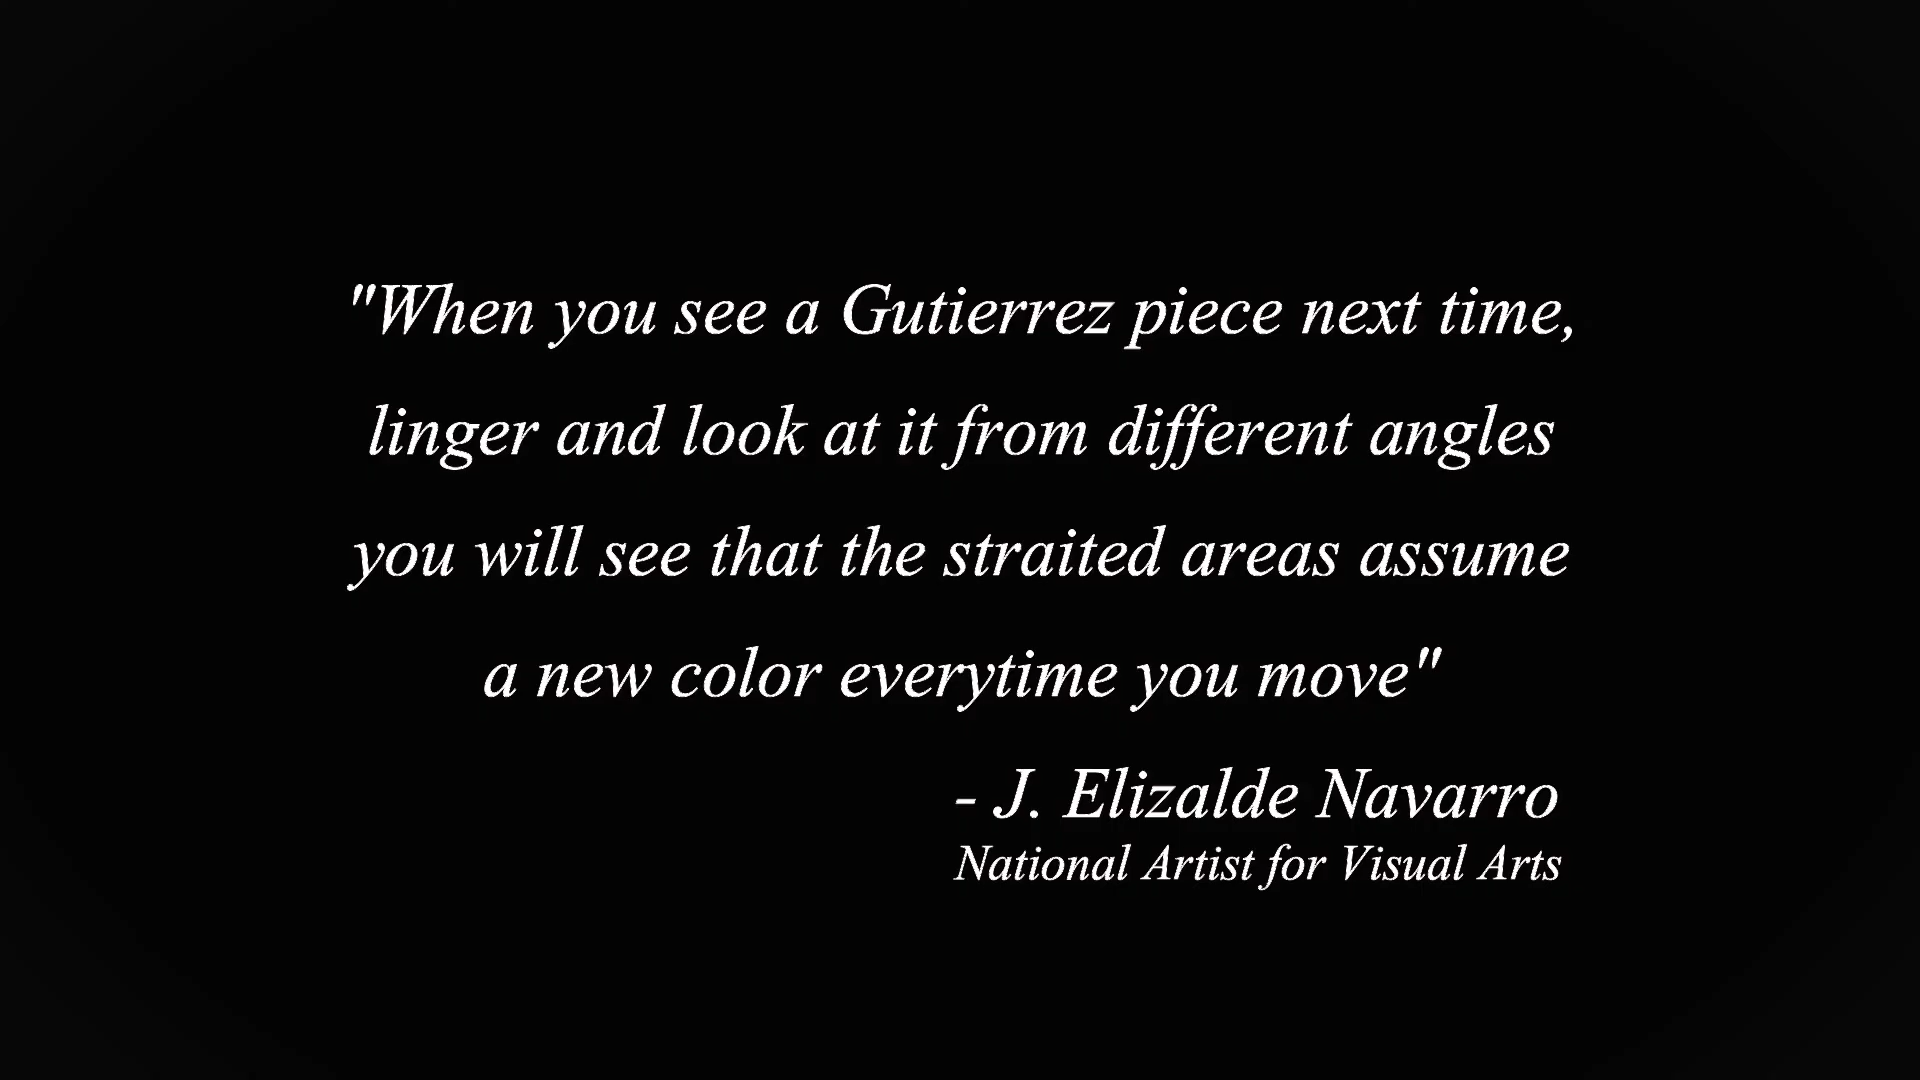 "When you see a Gutierrez piece next time,
linger and look at it from different angles
you will see that the straited areas assume
a new color everytime you move"
- J. Elizalde Navarro
National Artist for Visual Arts